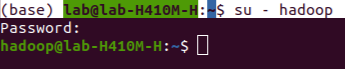 (base) lab@lab-H410M-H:~$ su - hadoop
Password:
hadoop@lab-H410M-H:~$